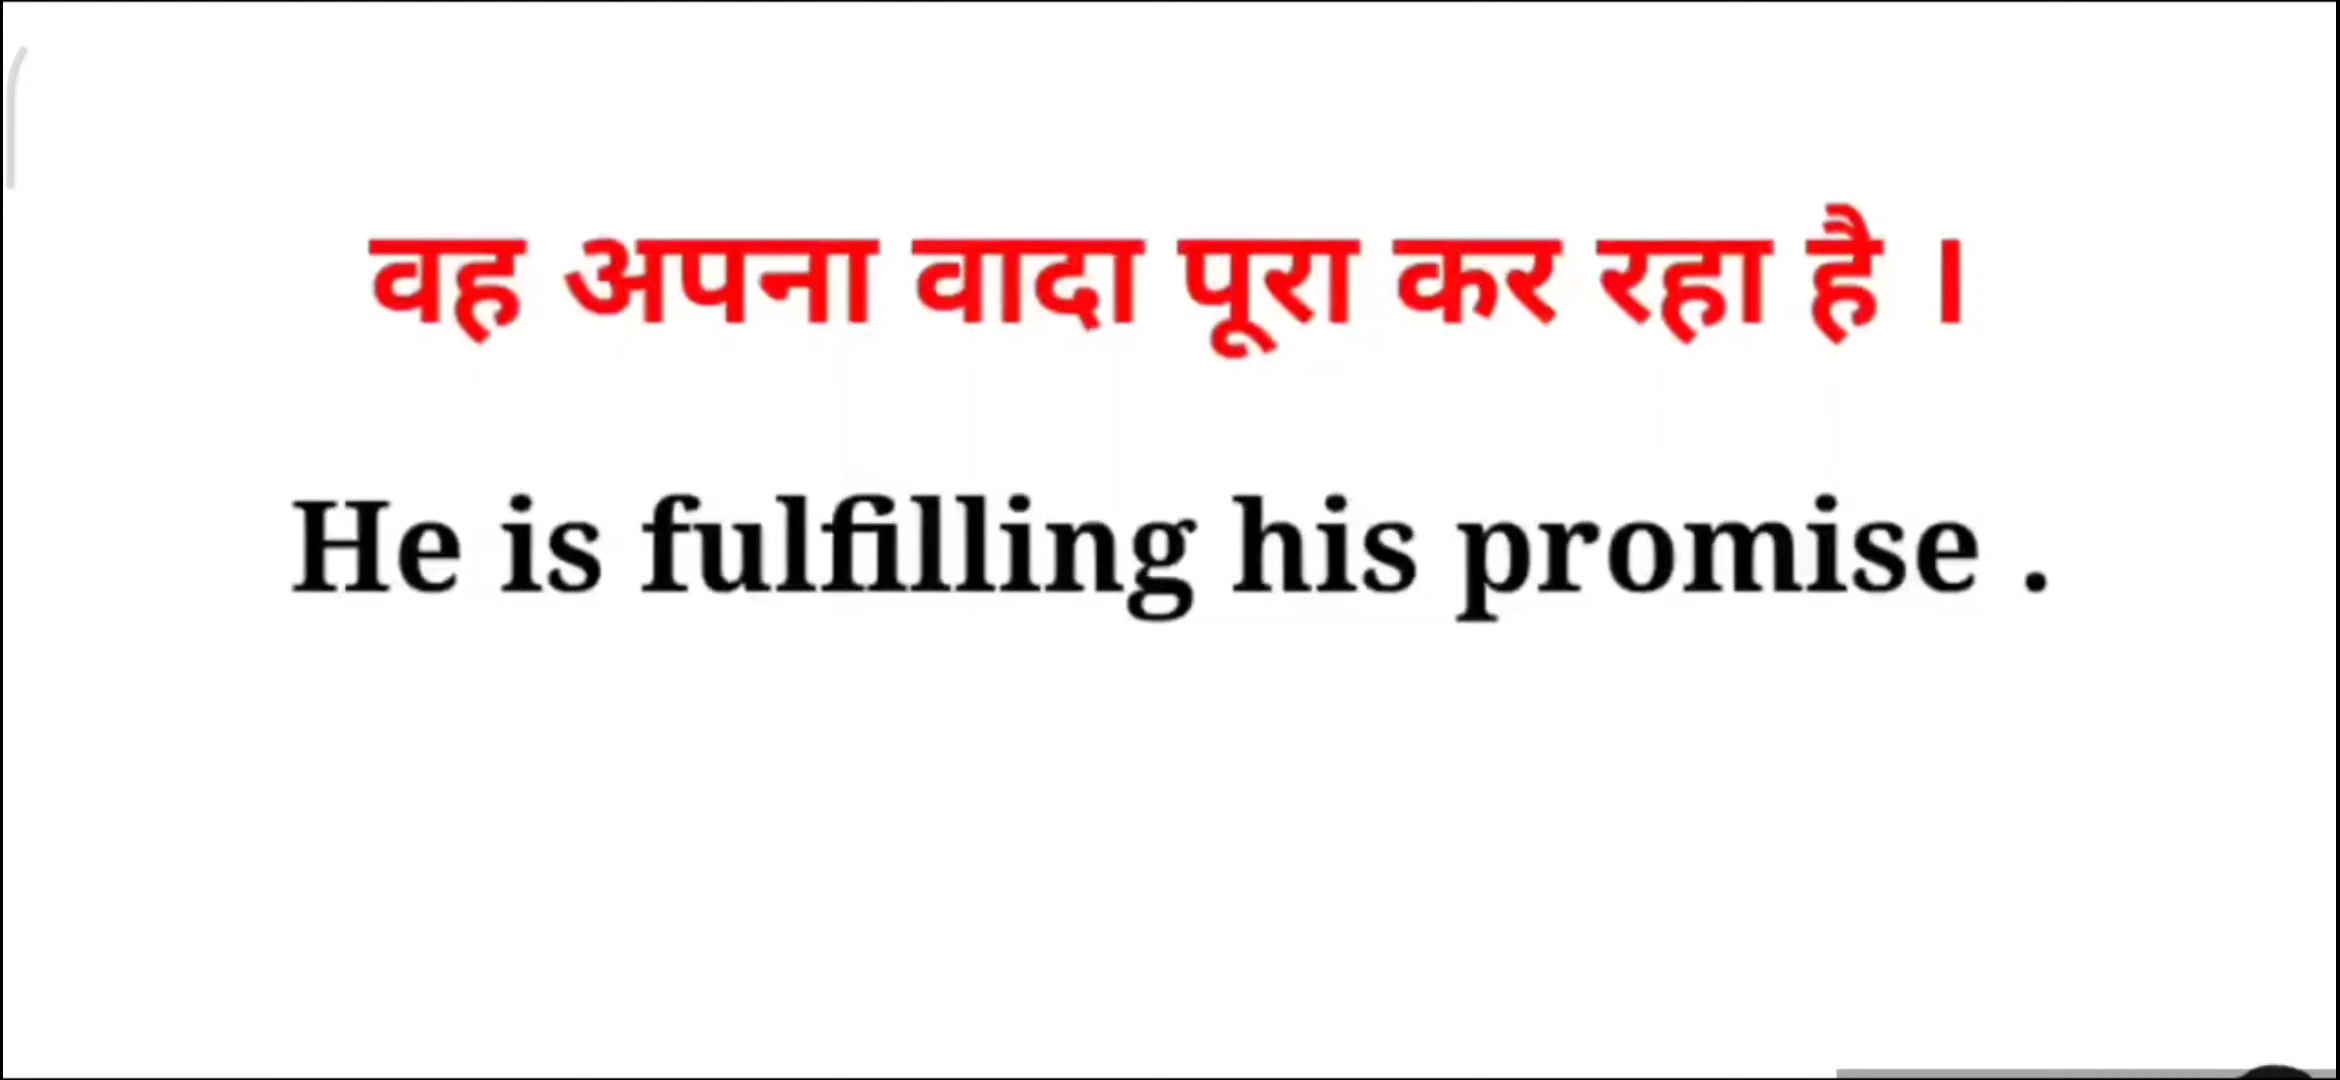 वह अपना वादा पूरा कर रहा है ।
He is fulfilling his promise .